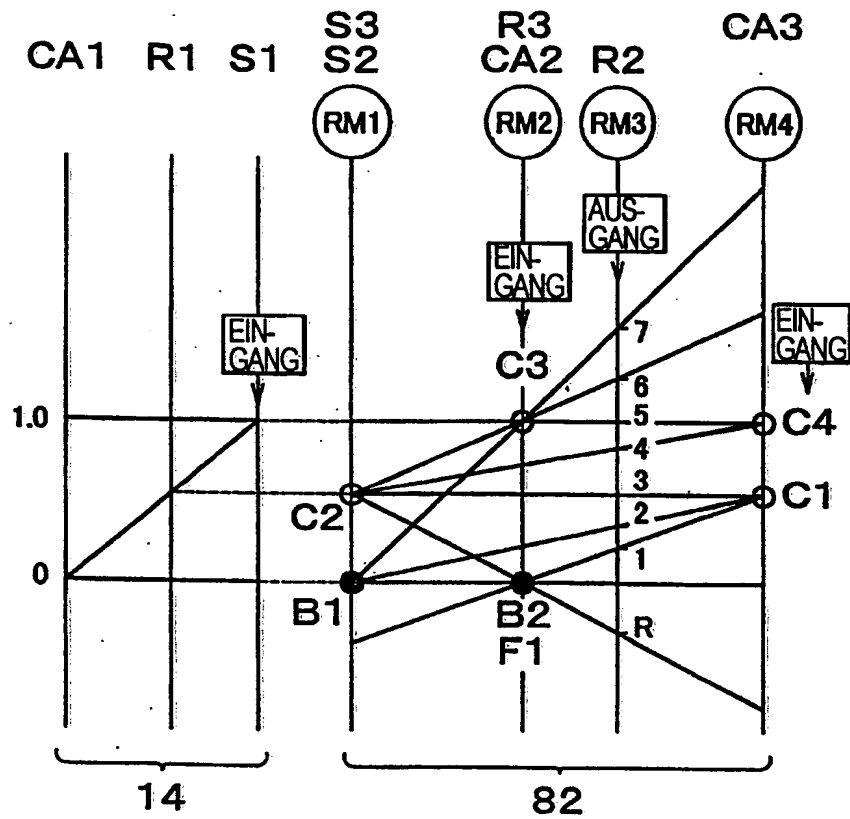 S3 R3 CA3
CA1 R1 S1 S2 CA2 R2
RM1 RM2 RM3 RM4
AUS-
GANG
EIN-
GANG
EIN-
GANG
EIN-
GANG
7
C3
6
1.0
5
C4
4
3
C1
C2
2
1
0
B1
B2
R
F1
14
82